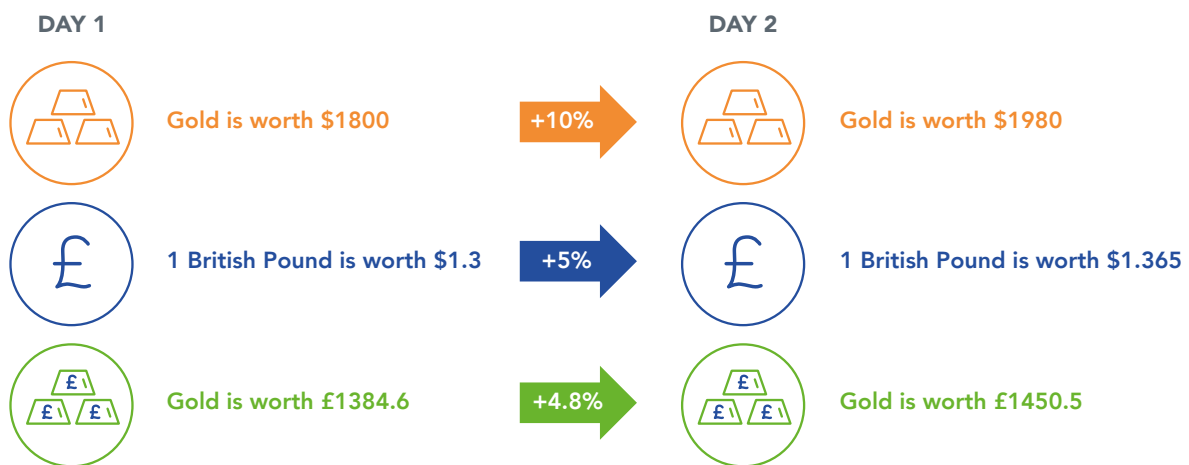 DAY 1
DAY 2
Gold is worth $1800
+10%
Gold is worth $1980
£
1 British Pound is worth $1.3
+5%
£
1 British Pound is worth $1.365
£
£ £
Gold is worth £1384.6
+4.8%
£
£ £
Gold is worth £1450.5